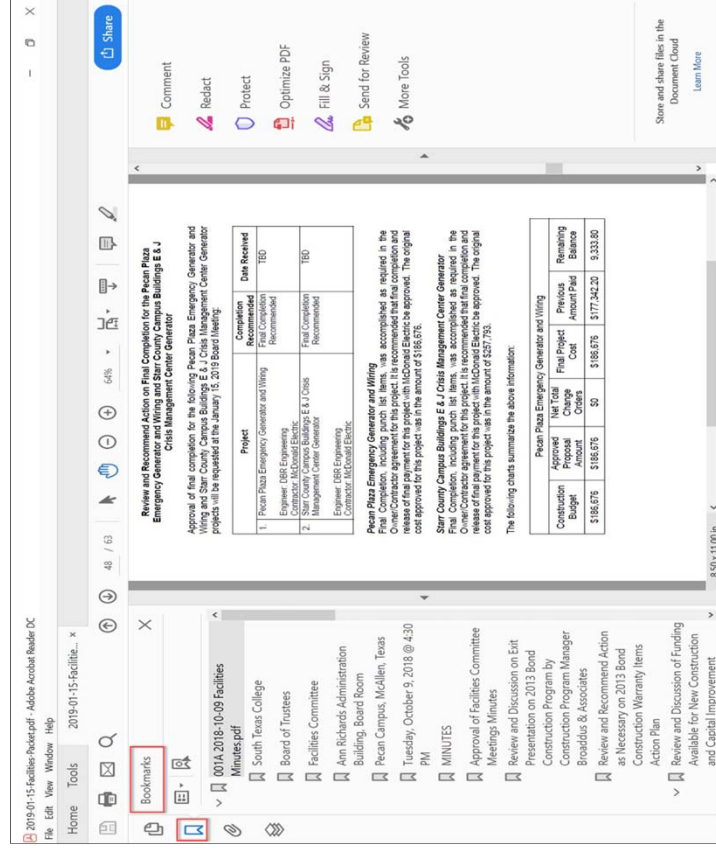 2019-01-15-Facilities-Packet.pdf - Adobe Acrobat Reader DC
File Edit View Window Help
Home Tools 2019-01-15-Facilitie... ×
48 / 63
64%
Share
Bookmarks
001A 2018-10-09 Facilities
Minutes.pdf
South Texas College
Board of Trustees
Facilities Committee
Ann Richards Administration
Building, Board Room
Pecan Campus, McAllen, Texas
Tuesday, October 9, 2018 @ 4:30
PM
MINUTES
Approval of Facilities Committee
Meetings Minutes
Review and Discussion on Exit
Presentation on 2013 Bond
Construction Program by
Construction Program Manager
Broaddus & Associates
Review and Recommend Action
as Necessary on 2013 Bond
Construction Warranty Items
Action Plan
Review and Discussion of Funding
Available for New Construction
and Capital Improvement
Review and Recommend Action on Final Completion for the Pecan Plaza
Emergency Generator and Wiring and Starr County Campus Buildings E & J
Crisis Management Center Generator
Approval of final completion for the following Pecan Plaza Emergency Generator and
Wiring and Starr County Campus Buildings E & J Crisis Management Center Generator
projects will be requested at the January 15, 2019 Board Meeting:
Project
Completion
Recommended
Date Received
1. Pecan Plaza Emergency Generator and Wiring
Engineer: DBR Engineering
Contractor: McDonald Electric
Final Completion
Recommended
TBD
2. Starr County Campus Buildings E & J Crisis
Management Center Generator
Engineer: DBR Engineering
Contractor: McDonald Electric
Final Completion
Recommended
TBD
Pecan Plaza Emergency Generator and Wiring
Final Completion, including punch list items, was accomplished as required in the
Owner/Contractor agreement for this project. It is recommended that final completion and
release of final payment for this project with McDonald Electric be approved. The original
cost approved for this project was in the amount of $186,676.
Starr County Campus Buildings E & J Crisis Management Center Generator
Final Completion, including punch list items, was accomplished as required in the
Owner/Contractor agreement for this project. It is recommended that final completion and
release of final payment for this project with McDonald Electric be approved. The original
cost approved for this project was in the amount of $257,793.
The following charts summarize the above information:
Pecan Plaza Emergency Generator and Wiring
Construction
Budget
Approved
Proposal
Amount
Net Total
Change
Orders
Final Project
Cost
Previous
Amount Paid
Remaining
Balance
$186,676 $186,676 $0 $186,676 $177,342.20 9,333.80
8.50 x 11.00 in
Comment
Redact
Protect
Optimize PDF
Fill & Sign
Send for Review
More Tools
Store and share files in the
Document Cloud
Learn More